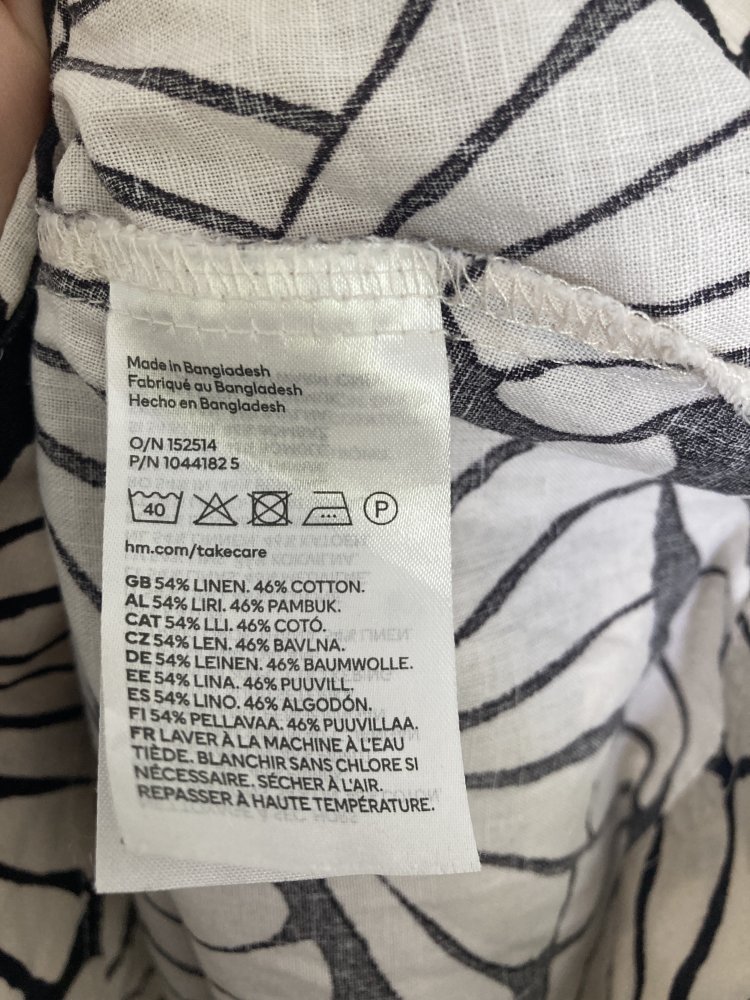 Made in Bangladesh
Fabriqué au Bangladesh
Hecho en Bangladesh
O/N 152514
P/N 1044182 5
40
P
hm.com/takecare
GB 54% LINEN. 46% COTTON.
AL 54% LIRI. 46% PAMBUK.
CAT 54% LLI. 46% COTÓ.
CZ 54% LEN. 46% BAVLNA.
DE 54% LEINEN. 46% BAUMWOLLE.
EE 54% LINA. 46% PUUVILL.
ES 54% LINO. 46% ALGODÓN.
FI 54% PELLAVAA. 46% PUUVILLAA.
FR LAVER À LA MACHINE À L'EAU
TIÈDE. BLANCHIR SANS CHLORE SI
NÉCESSAIRE. SÉCHER À L'AIR.
REPASSER À HAUTE TEMPÉRATURE.